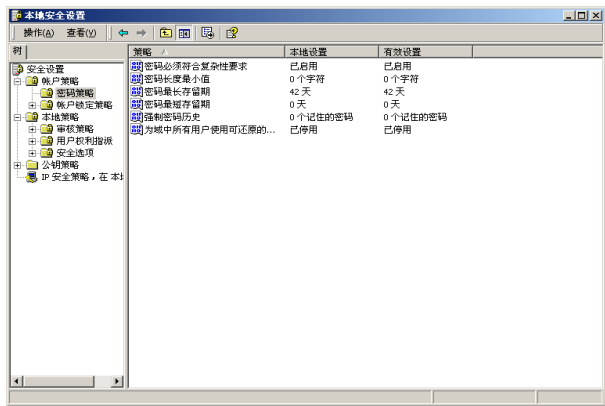 本地安全设置
操作(A) 查看(V)
树
策略 本地设置 有效设置
安全设置
帐户策略
密码策略
帐户锁定策略
本地策略
审核策略
用户权利指派
安全选项
公钥策略
IP 安全策略，在 本地
密码必须符合复杂性要求 已启用 已启用
密码长度最小值 0 个字符 0 个字符
密码最长存留期 42 天 42 天
密码最短存留期 0 天 0 天
强制密码历史 0 个记住的密码 0 个记住的密码
为域中所有用户使用可还原的... 已停用 已停用